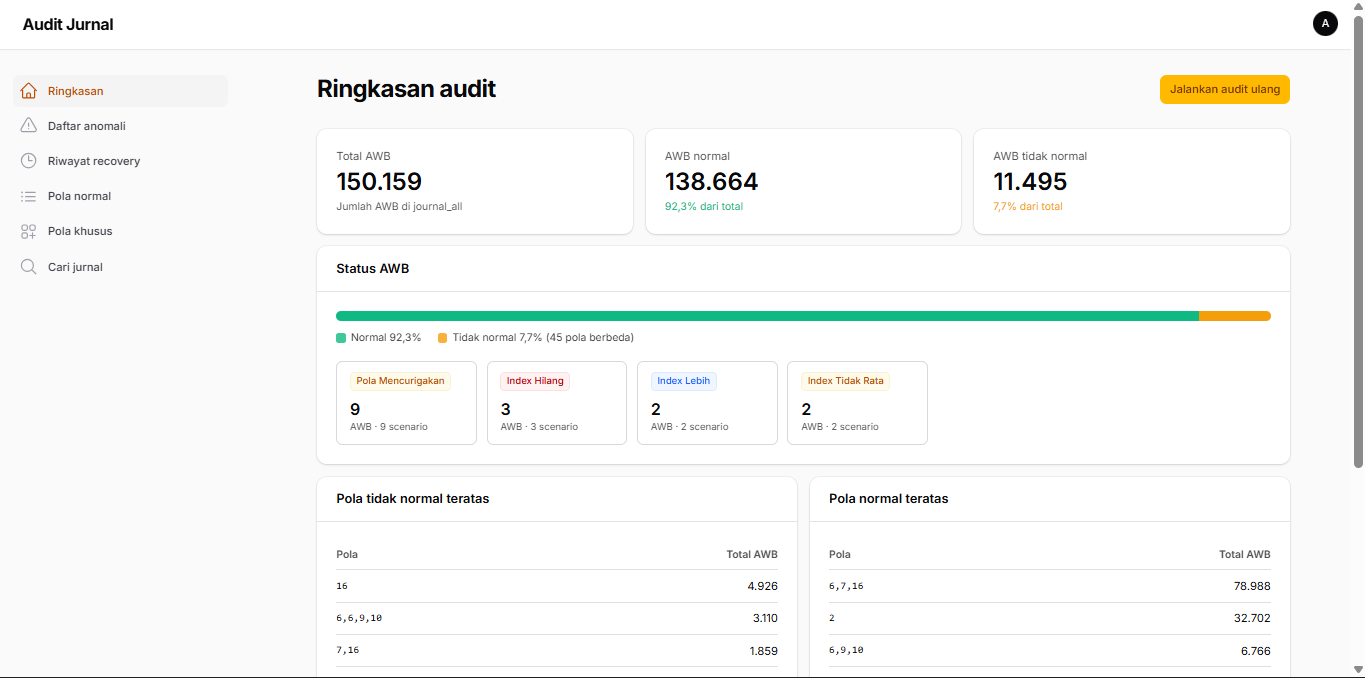 Audit Jurnal
A
Ringkasan
Daftar anomali
Riwayat recovery
Pola normal
Pola khusus
Cari jurnal
Ringkasan audit
Jalankan audit ulang
Total AWB
150.159
Jumlah AWB di journal_all
AWB normal
138.664
92,3% dari total
AWB tidak normal
11.495
7,7% dari total
Status AWB
Normal 92,3%
Tidak normal 7,7% (45 pola berbeda)
Pola Mencurigakan
9
AWB · 9 scenario
Index Hilang
3
AWB · 3 scenario
Index Lebih
2
AWB · 2 scenario
Index Tidak Rata
2
AWB · 2 scenario
Pola tidak normal teratas
Pola Total AWB
16 4.926
6,6,9,10 3.110
7,16 1.859
Pola normal teratas
Pola Total AWB
6,7,16 78.988
2 32.702
6,9,10 6.766